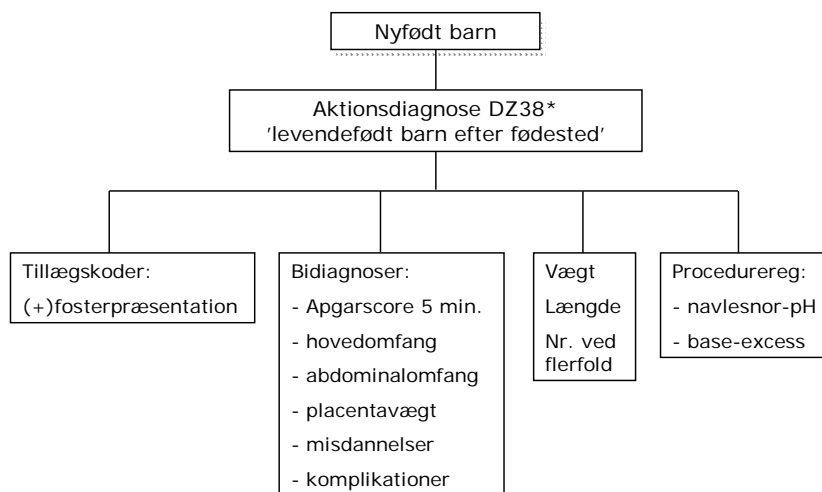 Nyfødt barn
Aktionsdiagnose DZ38*
'levendefødt barn efter fødested'
Tillægskoder:
(+)fosterpræsentation
Bidiagnoser:
- Apgarscore 5 min.
- hovedomfang
- abdominalomfang
- placentavægt
- misdannelser
- komplikationer
Vægt
Længde
Nr. ved
flerfold
Procedurereg:
- navlesnor-pH
- base-excess